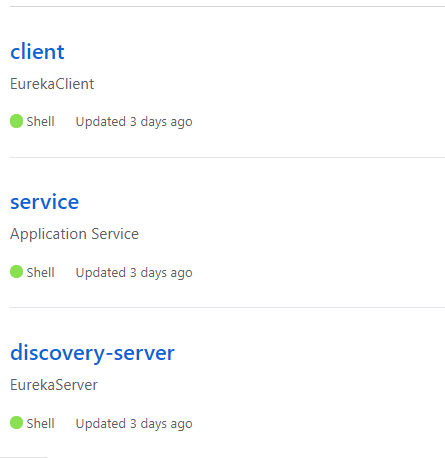 client
EurekaClient
Shell Updated 3 days ago
service
Application Service
Shell Updated 3 days ago
discovery-server
EurekaServer
Shell Updated 3 days ago